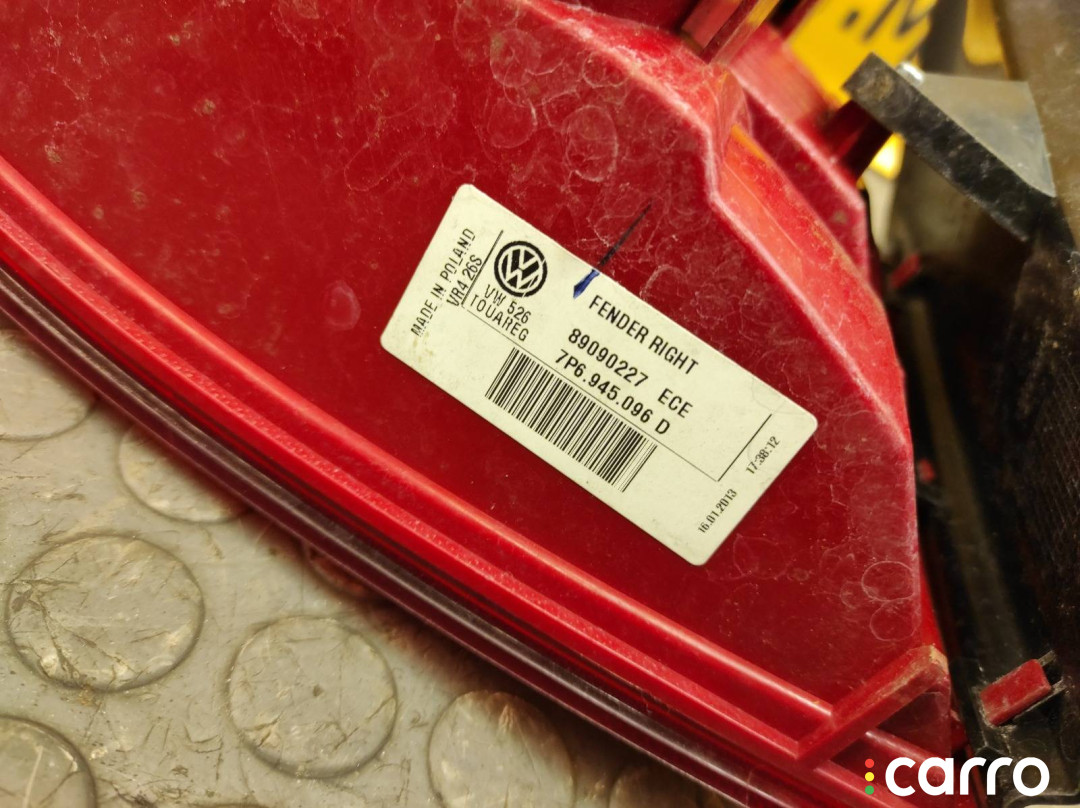 MADE IN POLAND
VR4.26S
VW 526
TOUAREG
FENDER RIGHT
89090227 ECE
7P6.945.096 D
16.01.2013 17:38:12
carro